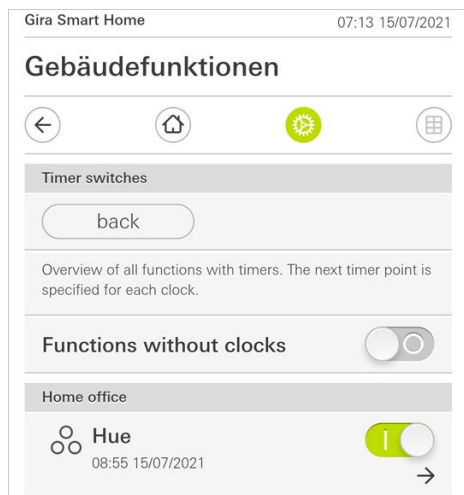 Gira Smart Home 07:13 15/07/2021
Gebäudefunktionen
Timer switches
back
Overview of all functions with timers. The next timer point is
specified for each clock.
Functions without clocks
Home office
Hue
08:55 15/07/2021